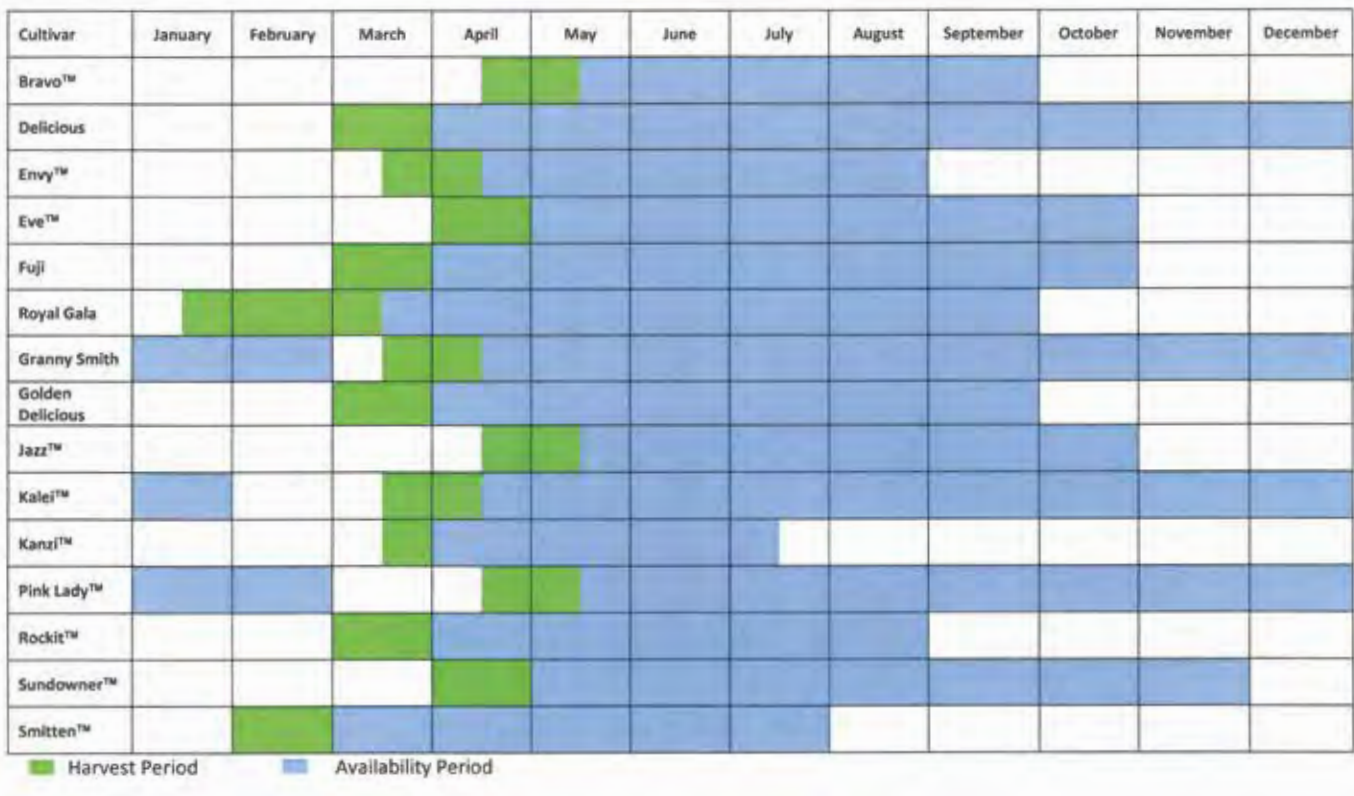 Cultivar January February March April May June July August September October November December
Bravo™
Delicious
Envy™
Eve™
Fuji
Royal Gala
Granny Smith
Golden
Delicious
Jazz™
Kalei™
Kanzi™
Pink Lady™
Rockit™
Sundowner™
Smitten™
Harvest Period Availability Period